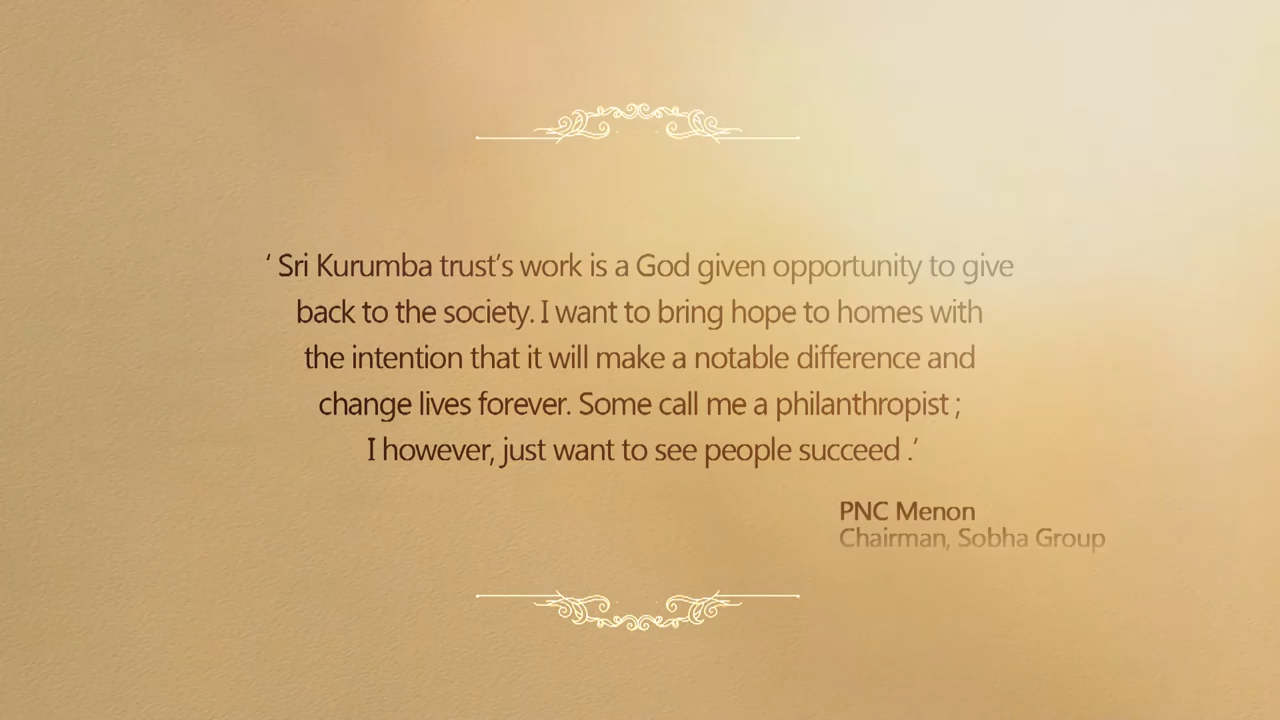 ‘ Sri Kurumba trust’s work is a God given opportunity to give
back to the society. I want to bring hope to homes with
the intention that it will make a notable difference and
change lives forever. Some call me a philanthropist ;
I however, just want to see people succeed .’
PNC Menon
Chairman, Sobha Group